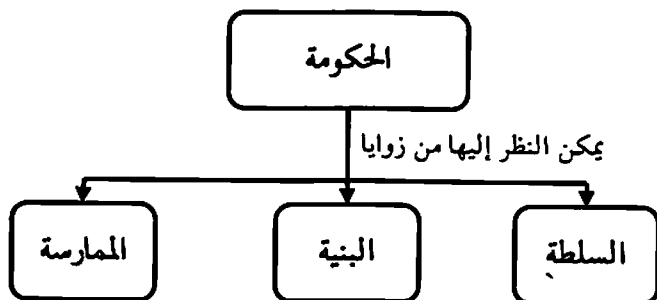 الحكومة
يمكن النظر إليها من زوايا
السلطة
البنية
الممارسة